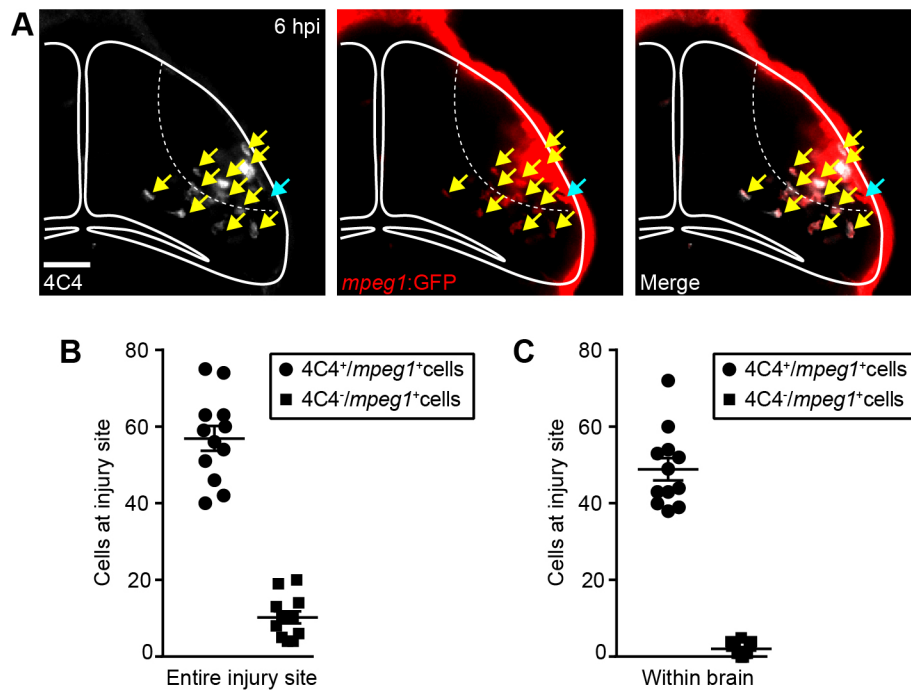 A
6 hpi
4C4
mpeg1:GFP
Merge
B
80
60
40
20
0
Cells at injury site
4C4⁺/mpeg1⁺cells
4C4⁻/mpeg1⁺cells
Entire injury site
C
80
60
40
20
0
Cells at injury site
4C4⁺/mpeg1⁺cells
4C4⁻/mpeg1⁺cells
Within brain